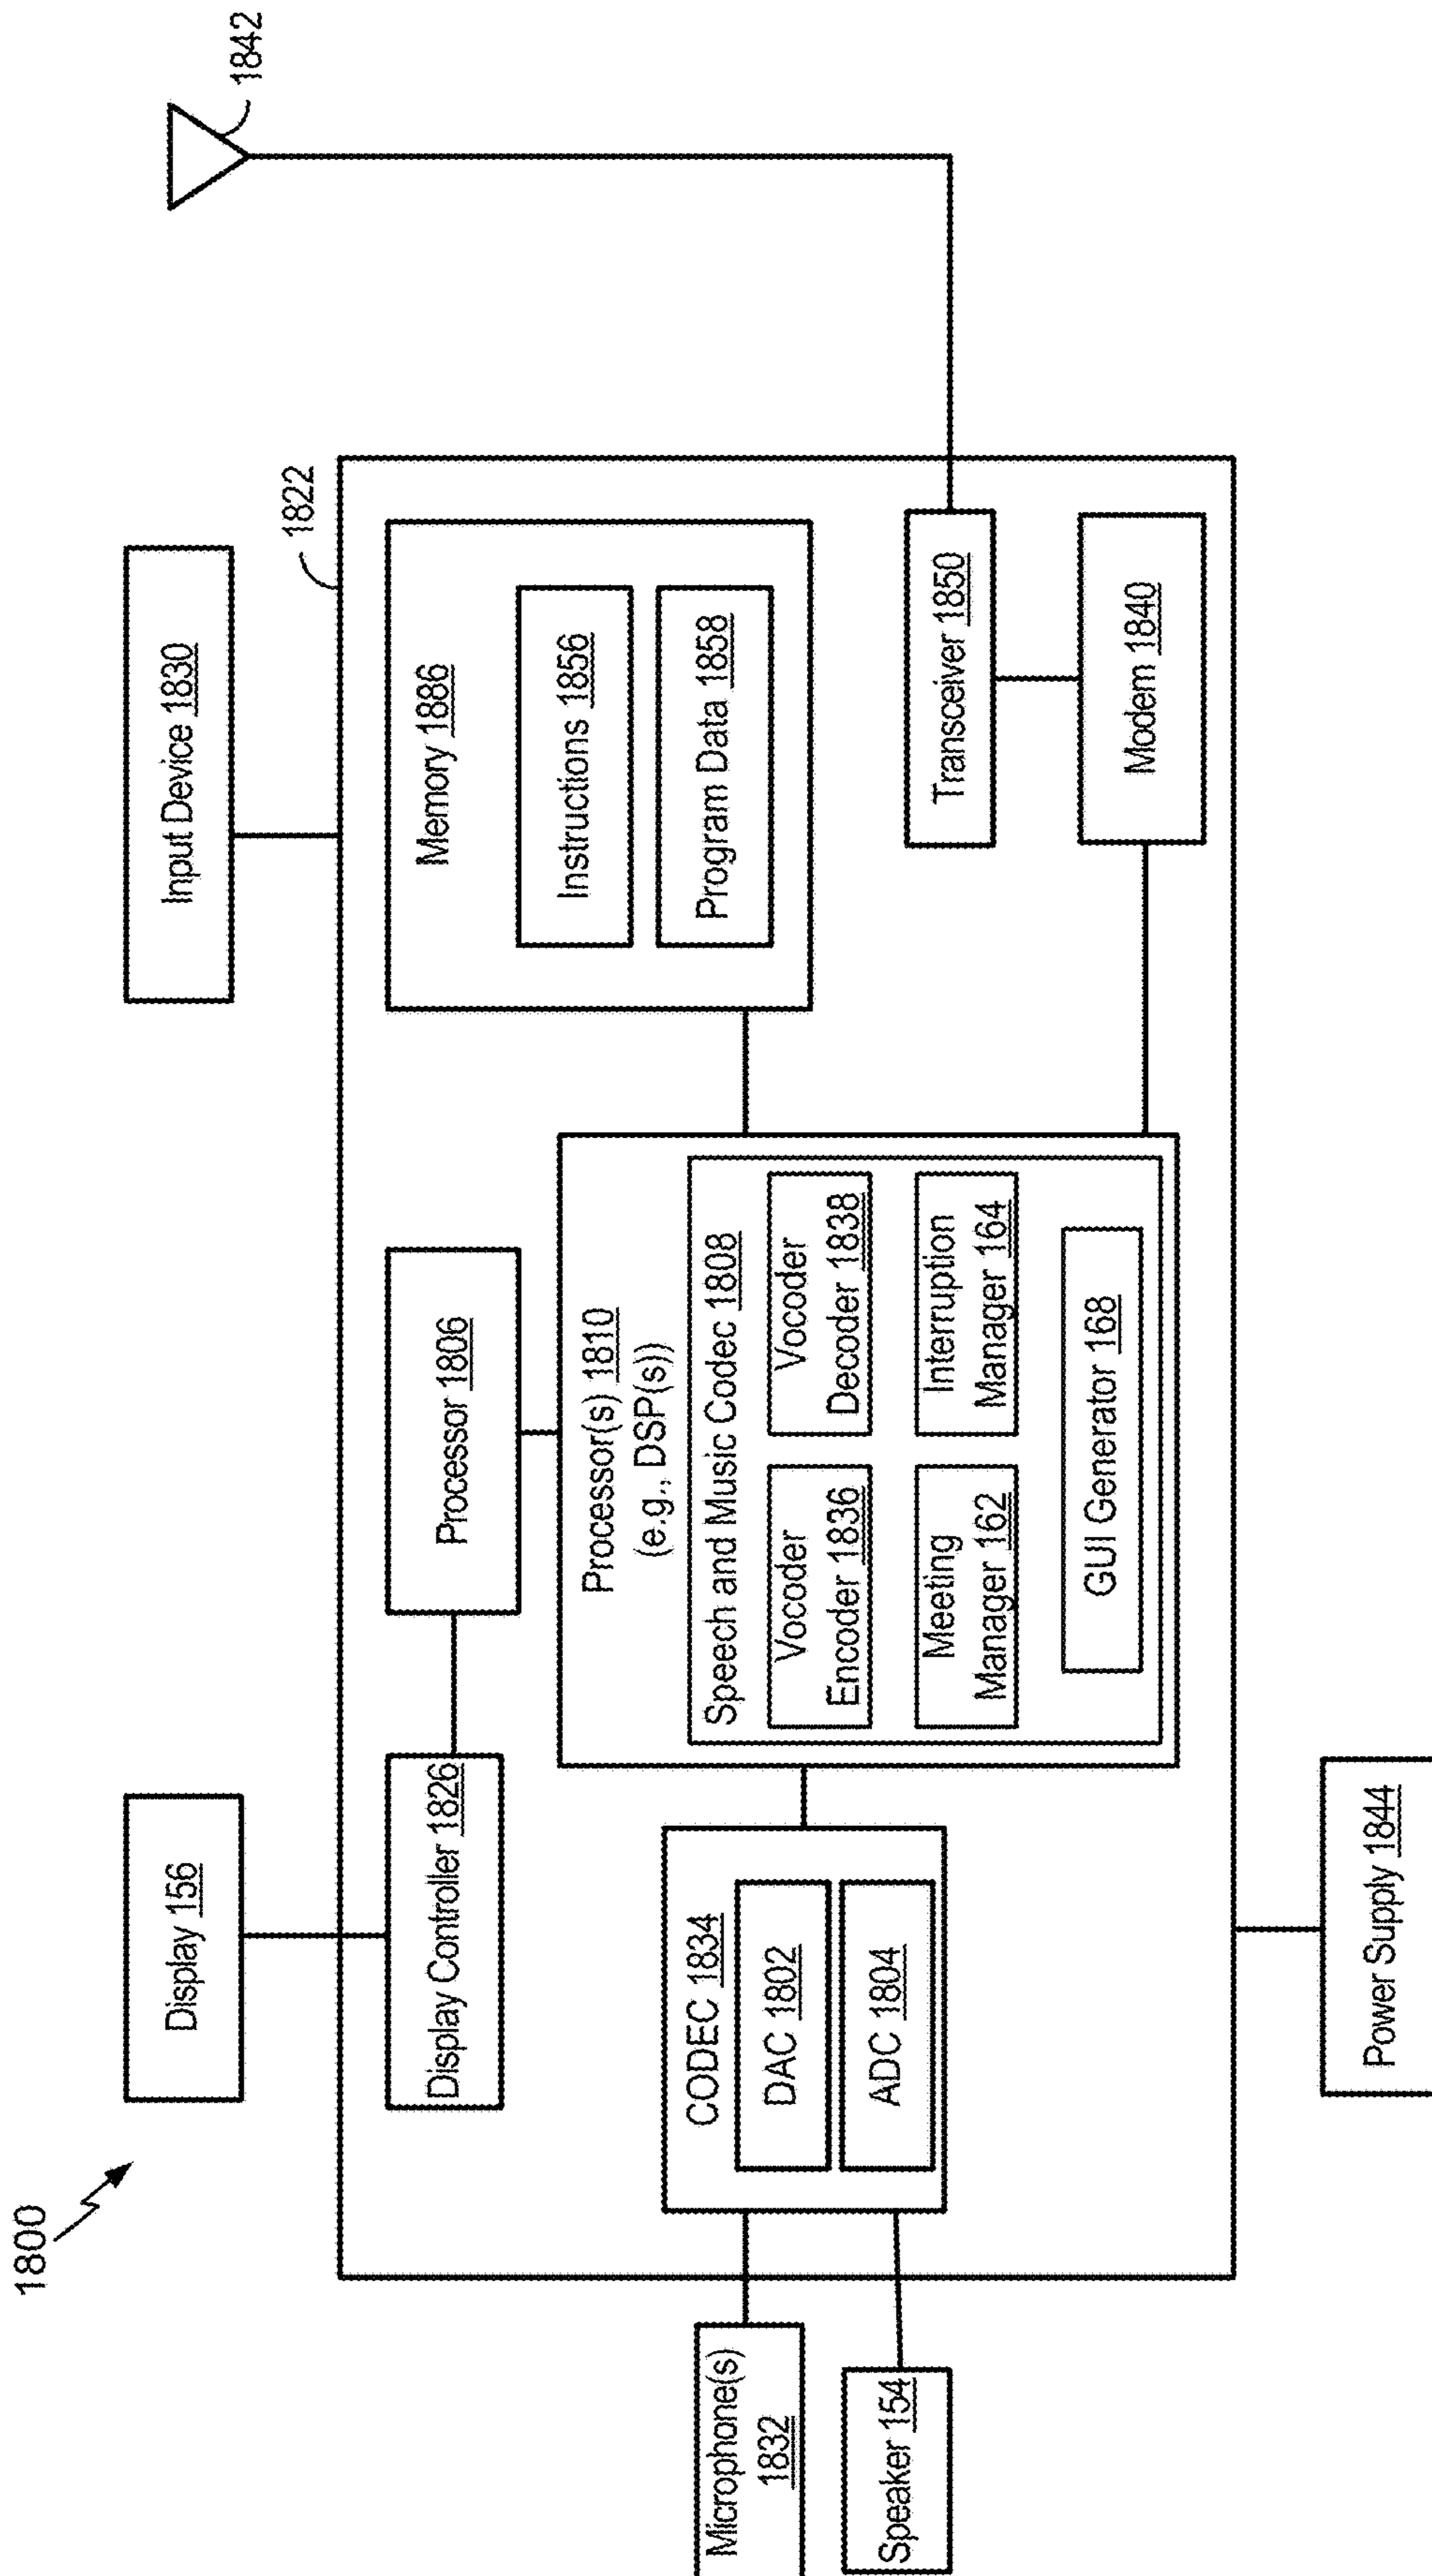 1800
Display 156
Input Device 1830
1842
1822
Display Controller 1826
Processor 1806
Memory 1886
Instructions 1856
Program Data 1858
Processor(s) 1810
(e.g., DSP(s))
Speech and Music Codec 1808
Vocoder
Encoder 1836
Vocoder
Decoder 1838
Meeting
Manager 162
Interruption
Manager 164
GUI Generator 168
CODEC 1834
DAC 1802
ADC 1804
Microphone(s)
1832
Speaker 154
Transceiver 1850
Modem 1840
Power Supply 1844